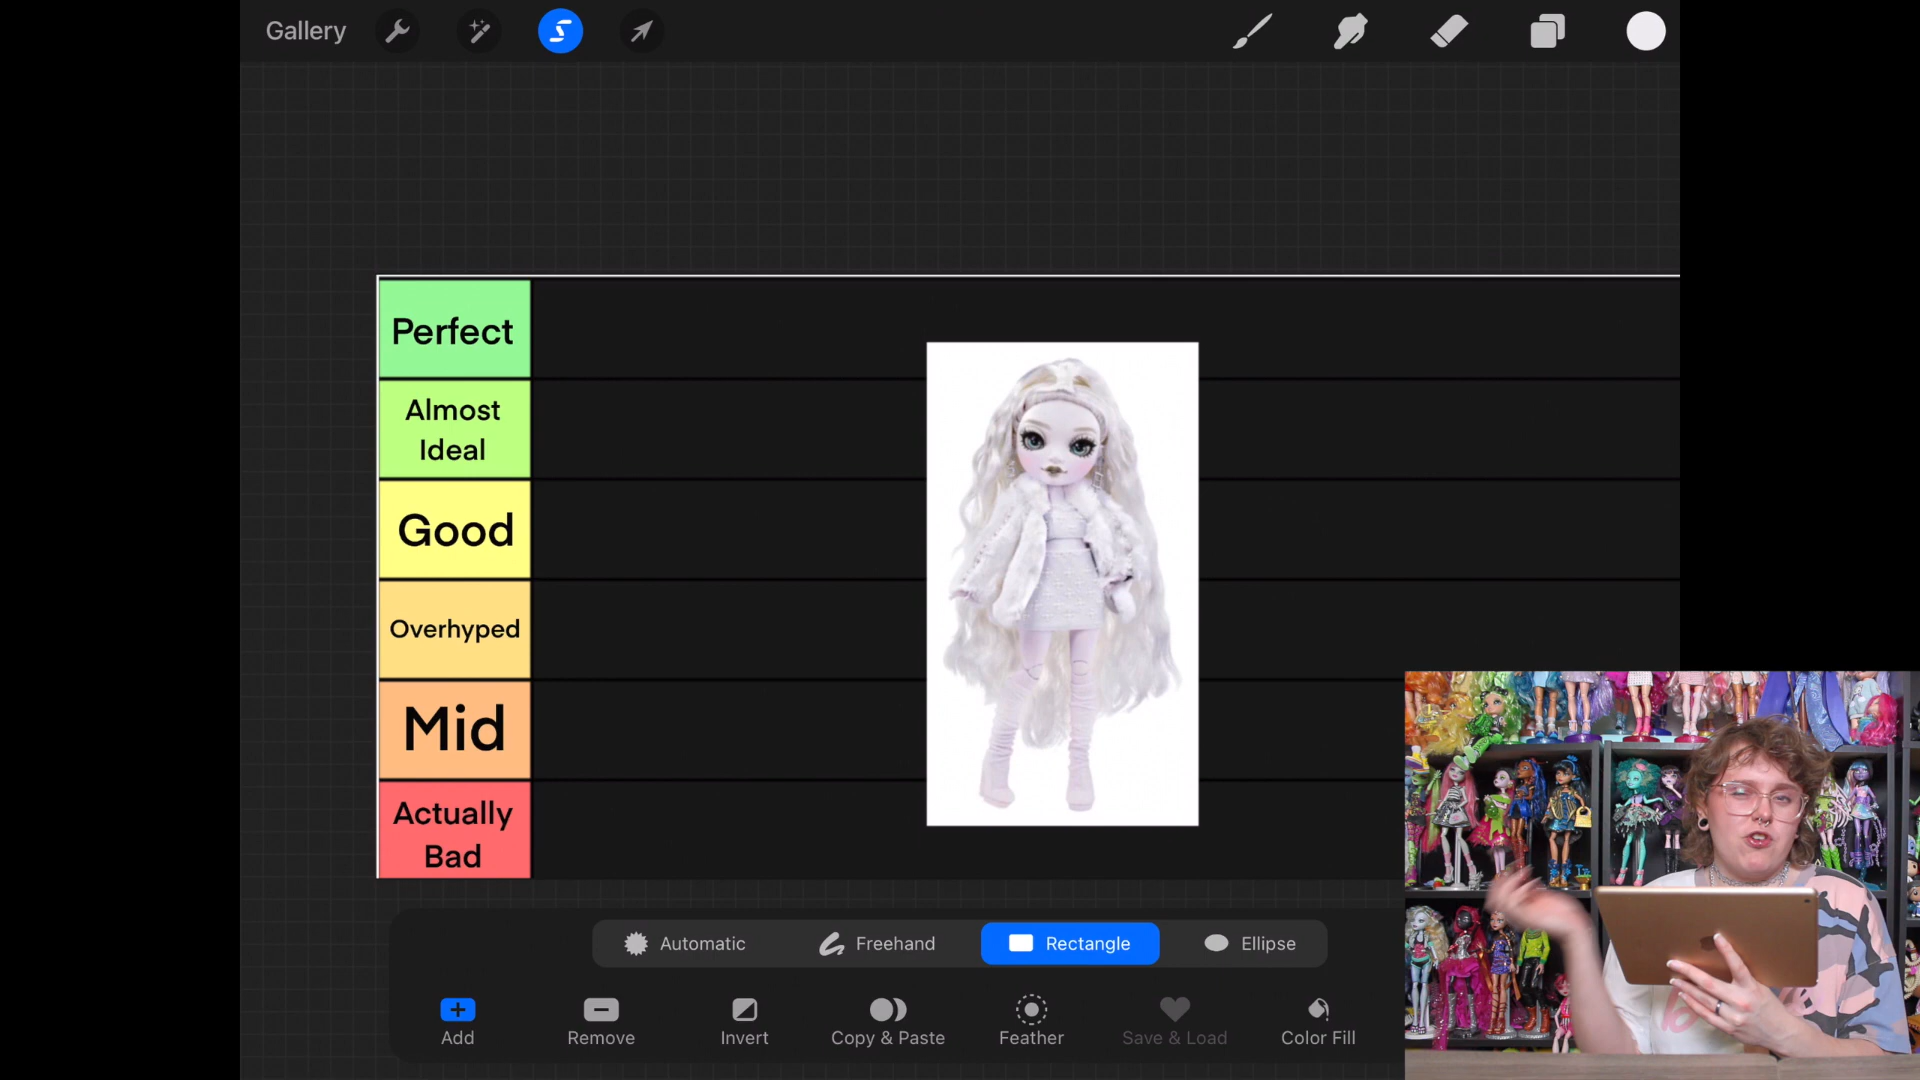 Gallery
Perfect
Almost
Ideal
Good
Overhyped
Mid
Actually
Bad
Automatic
Freehand
Rectangle
Ellipse
Add
Remove
Invert
Copy & Paste
Feather
Save & Load
Color Fill